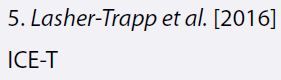 5. Lasher-Trapp et al. [2016]
ICE-T